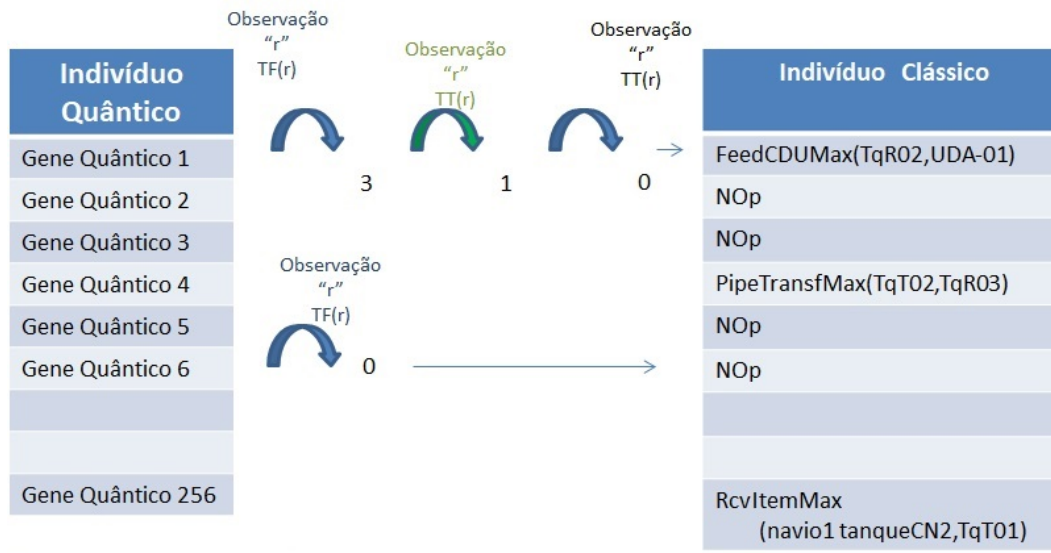 Indivíduo
Quântico
Gene Quântico 1
Gene Quântico 2
Gene Quântico 3
Gene Quântico 4
Gene Quântico 5
Gene Quântico 6
Gene Quântico 256
Observação
“r”
TF(r)
3
Observação
“r”
TT(r)
1
Observação
“r”
TT(r)
0
Observação
“r”
TF(r)
0
Indivíduo Clássico
FeedCDUMax(TqR02,UDA-01)
NOp
NOp
PipeTransfMax(TqT02,TqR03)
NOp
NOp
RcvItemMax
(navio1 tanqueCN2,TqT01)